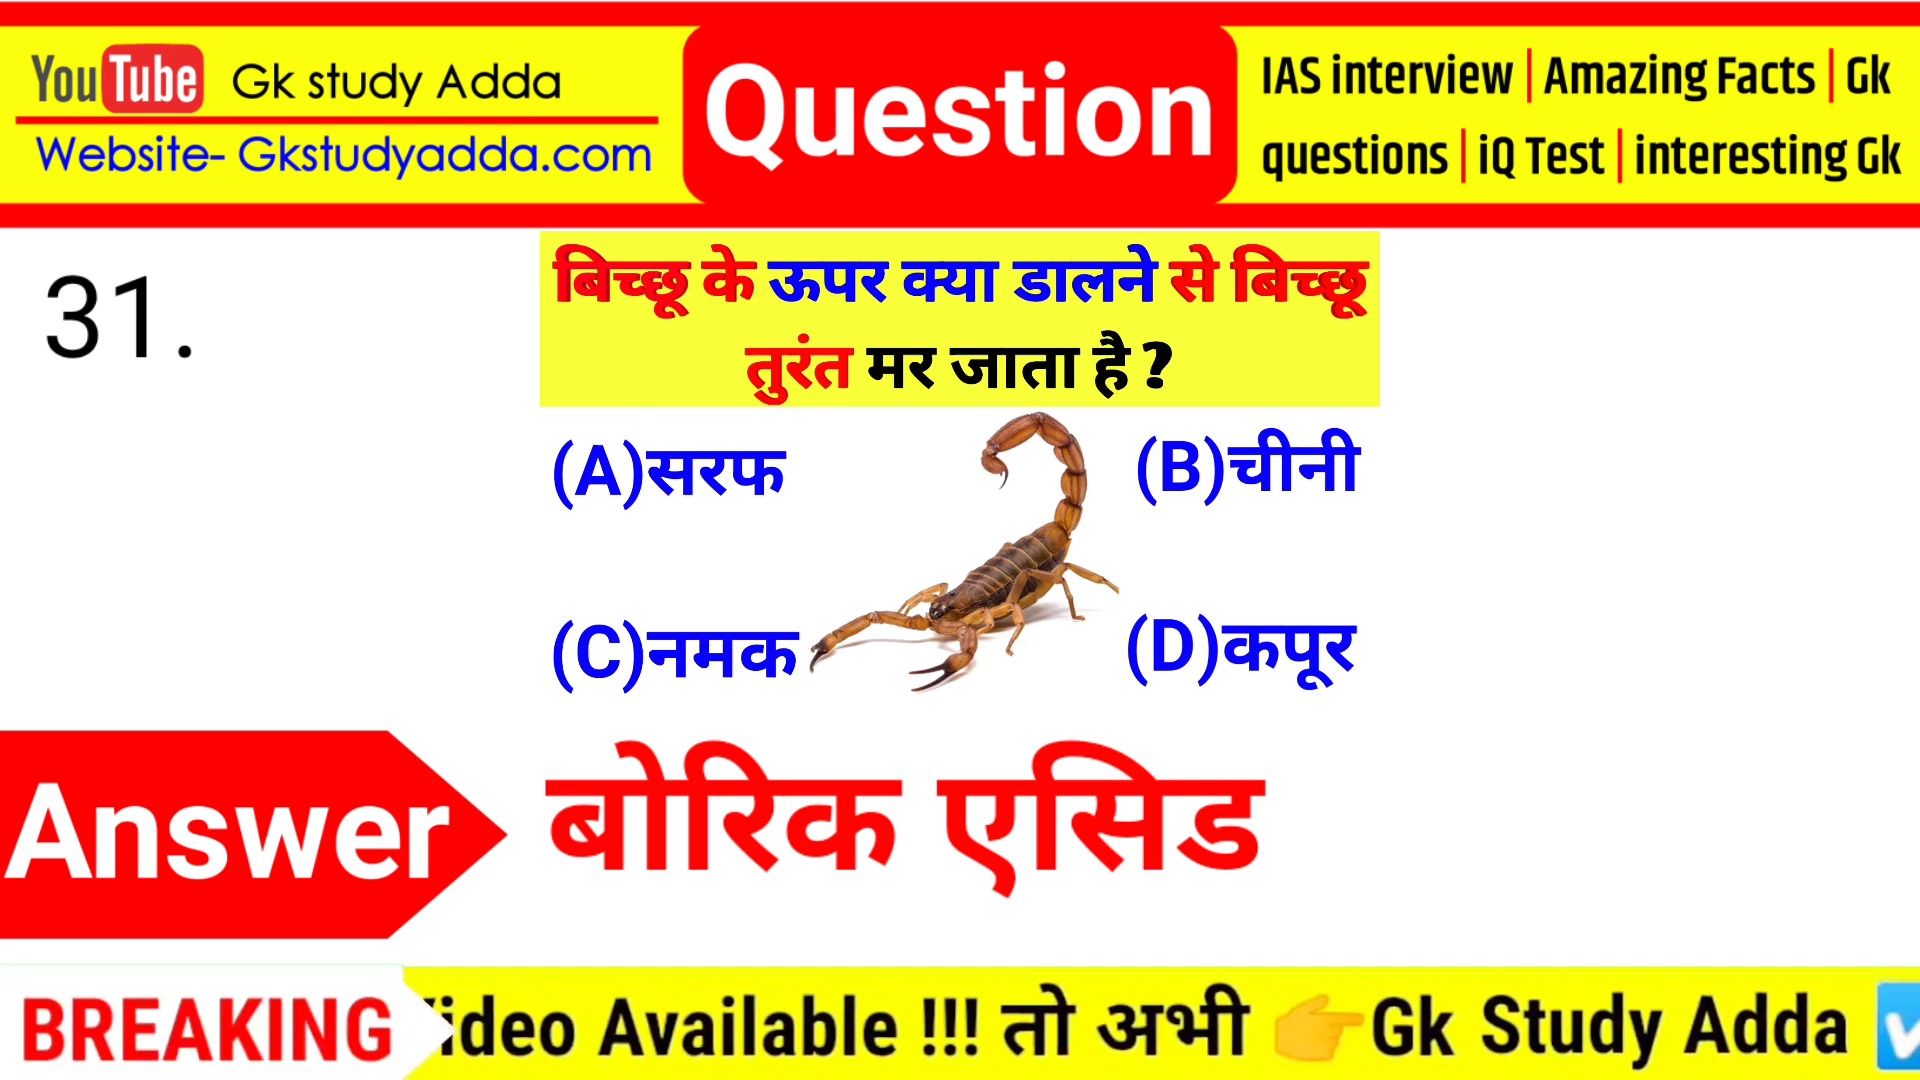 YouTube Gk study Adda
Website- Gkstudyadda.com
Question
IAS interview | Amazing Facts | Gk
questions | iQ Test | interesting Gk
31.
बिच्छू के ऊपर क्या डालने से बिच्छू
तुरंत मर जाता है ?
(A)सरफ
(B)चीनी
(C)नमक
(D)कपूर
Answer
बोरिक एसिड
BREAKING
ideo Available !!! तो अभी 👉Gk Study Adda